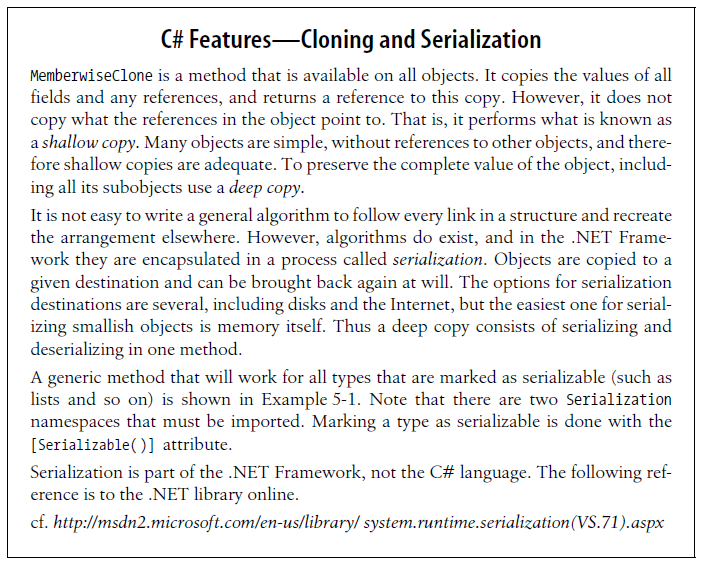 C# Features—Cloning and Serialization
MemberwiseClone is a method that is available on all objects. It copies the values of all
fields and any references, and returns a reference to this copy. However, it does not
copy what the references in the object point to. That is, it performs what is known as
a shallow copy. Many objects are simple, without references to other objects, and there-
fore shallow copies are adequate. To preserve the complete value of the object, includ-
ing all its subobjects use a deep copy.
It is not easy to write a general algorithm to follow every link in a structure and recreate
the arrangement elsewhere. However, algorithms do exist, and in the .NET Frame-
work they are encapsulated in a process called serialization. Objects are copied to a
given destination and can be brought back again at will. The options for serialization
destinations are several, including disks and the Internet, but the easiest one for serial-
izing smallish objects is memory itself. Thus a deep copy consists of serializing and
deserializing in one method.
A generic method that will work for all types that are marked as serializable (such as
lists and so on) is shown in Example 5-1. Note that there are two Serialization
namespaces that must be imported. Marking a type as serializable is done with the
[Serializable()] attribute.
Serialization is part of the .NET Framework, not the C# language. The following ref-
erence is to the .NET library online.
cf. http://msdn2.microsoft.com/en-us/library/ system.runtime.serialization(VS.71).aspx